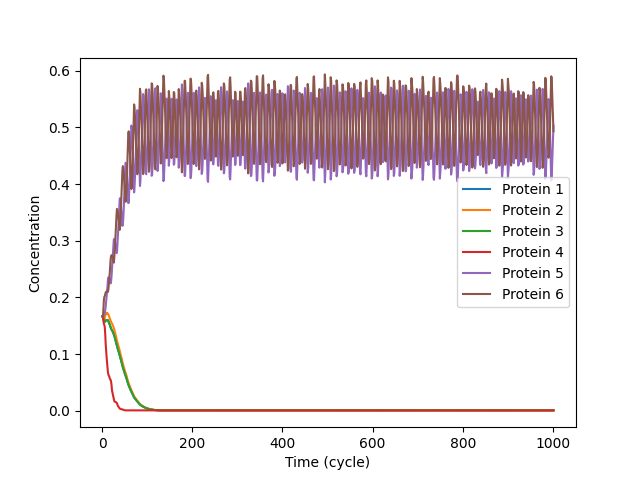 Concentration
0.6
0.5
0.4
0.3
0.2
0.1
0.0
Protein 1
Protein 2
Protein 3
Protein 4
Protein 5
Protein 6
0 200 400 600 800 1000
Time (cycle)